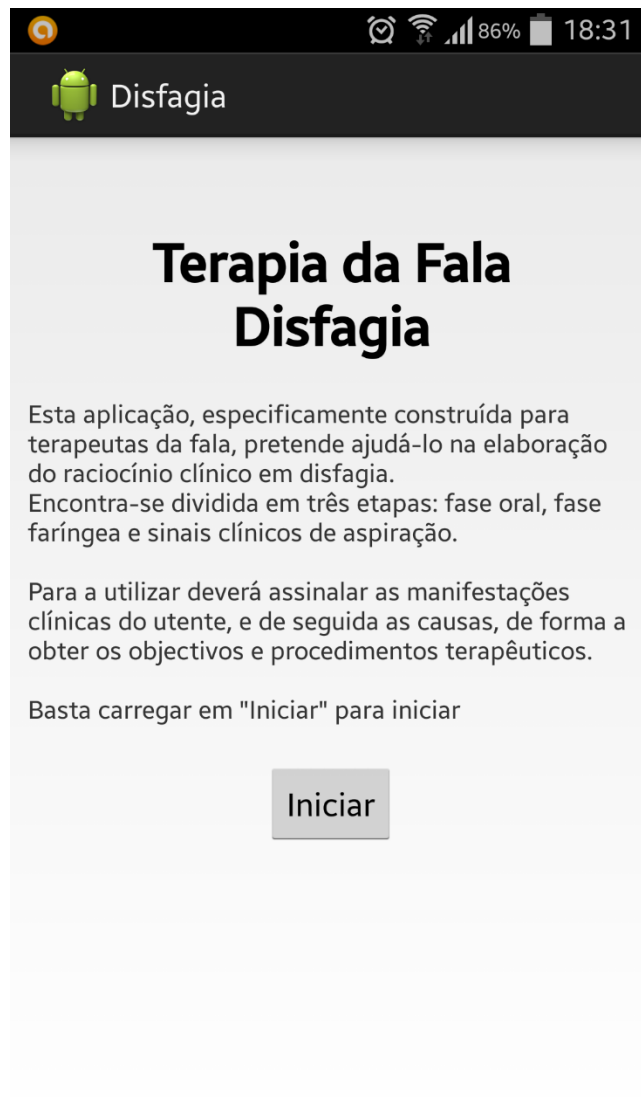 86% 18:31
Disfagia
Terapia da Fala
Disfagia
Esta aplicação, especificamente construída para
terapeutas da fala, pretende ajudá-lo na elaboração
do raciocínio clínico em disfagia.
Encontra-se dividida em três etapas: fase oral, fase
faríngea e sinais clínicos de aspiração.
Para a utilizar deverá assinalar as manifestações
clínicas do utente, e de seguida as causas, de forma a
obter os objectivos e procedimentos terapêuticos.
Basta carregar em "Iniciar" para iniciar
Iniciar